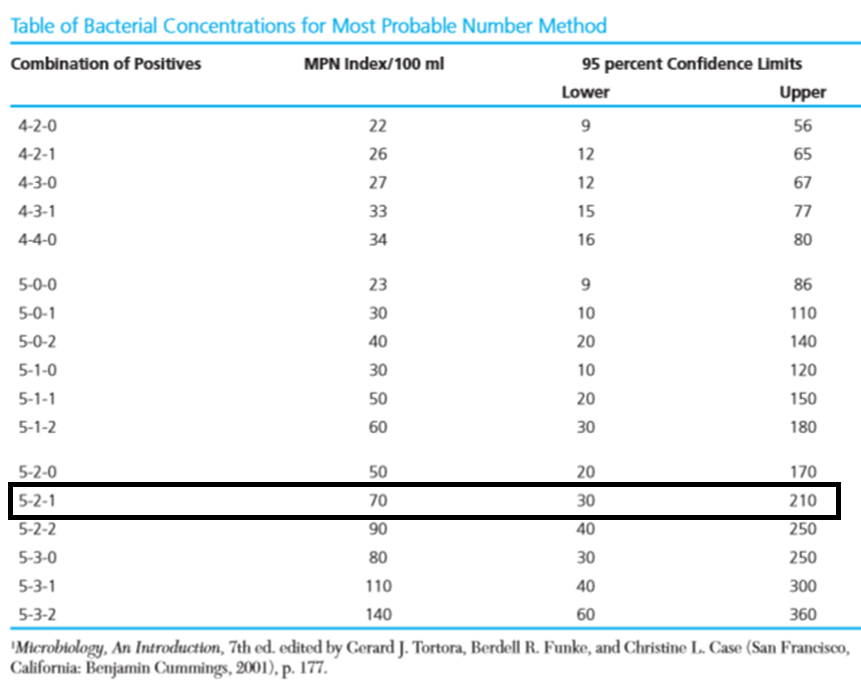 Table of Bacterial Concentrations for Most Probable Number Method
Combination of Positives MPN Index/100 ml 95 percent Confidence Limits
Lower Upper
4-2-0 22 9 56
4-2-1 26 12 65
4-3-0 27 12 67
4-3-1 33 15 77
4-4-0 34 16 80
5-0-0 23 9 86
5-0-1 30 10 110
5-0-2 40 20 140
5-1-0 30 10 120
5-1-1 50 20 150
5-1-2 60 30 180
5-2-0 50 20 170
5-2-1 70 30 210
5-2-2 90 40 250
5-3-0 80 30 250
5-3-1 110 40 300
5-3-2 140 60 360
¹Microbiology, An Introduction, 7th ed. edited by Gerard J. Tortora, Berdell R. Funke, and Christine L. Case (San Francisco,
California: Benjamin Cummings, 2001), p. 177.